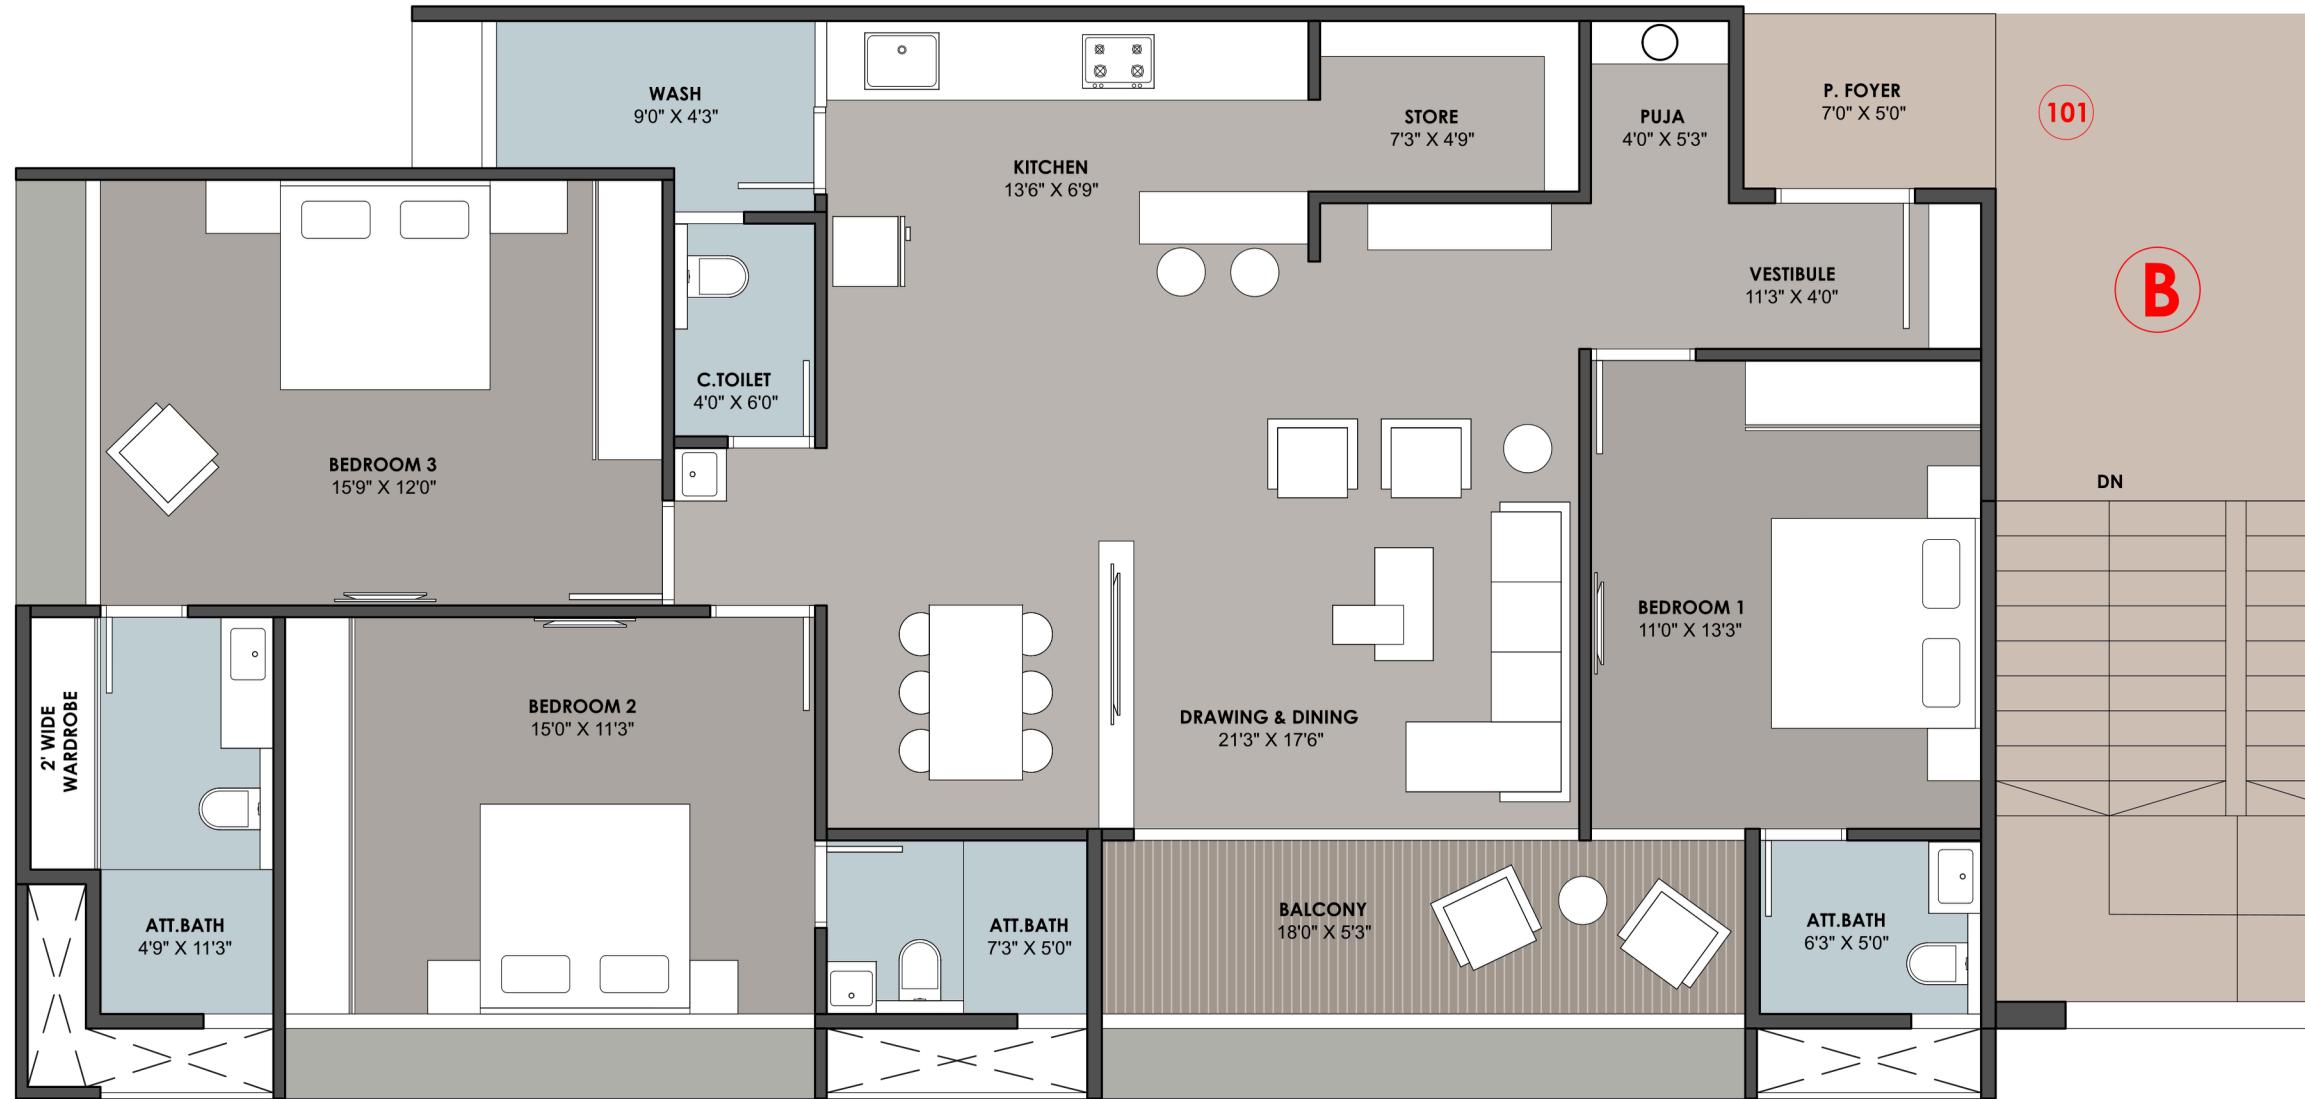 WASH
9'0" X 4'3"
KITCHEN
13'6" X 6'9"
STORE
7'3" X 4'9"
PUJA
4'0" X 5'3"
P. FOYER
7'0" X 5'0"
101
B
VESTIBULE
11'3" X 4'0"
C.TOILET
4'0" X 6'0"
BEDROOM 3
15'9" X 12'0"
DN
BEDROOM 1
11'0" X 13'3"
BEDROOM 2
15'0" X 11'3"
DRAWING & DINING
21'3" X 17'6"
2' WIDE
WARDROBE
ATT.BATH
4'9" X 11'3"
ATT.BATH
7'3" X 5'0"
BALCONY
18'0" X 5'3"
ATT.BATH
6'3" X 5'0"